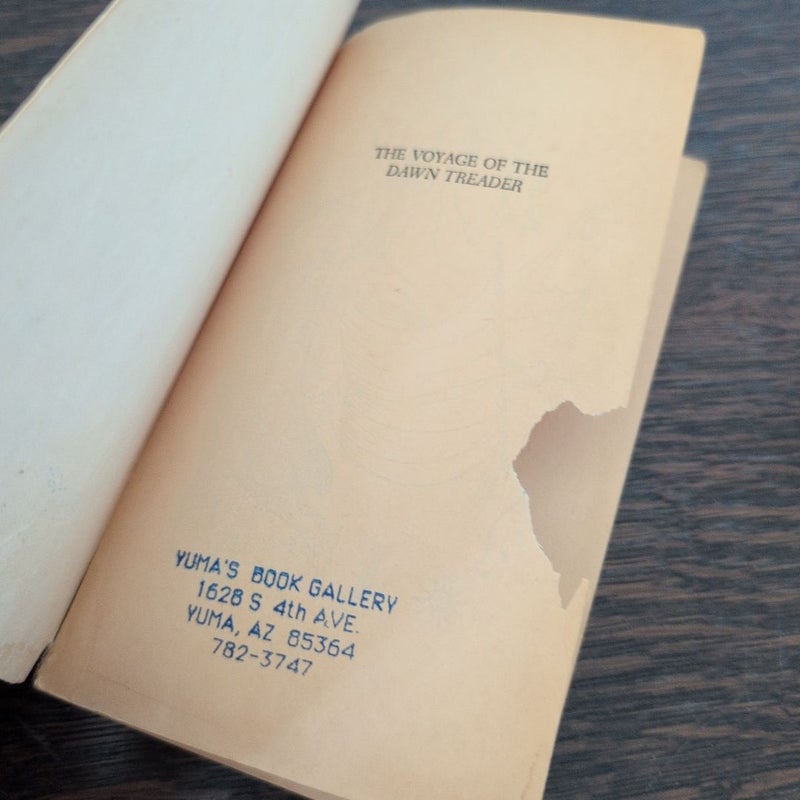 THE VOYAGE OF THE
DAWN TREADER
YUMA'S BOOK GALLERY
1628 S 4th AVE.
YUMA, AZ 85364
782-3747